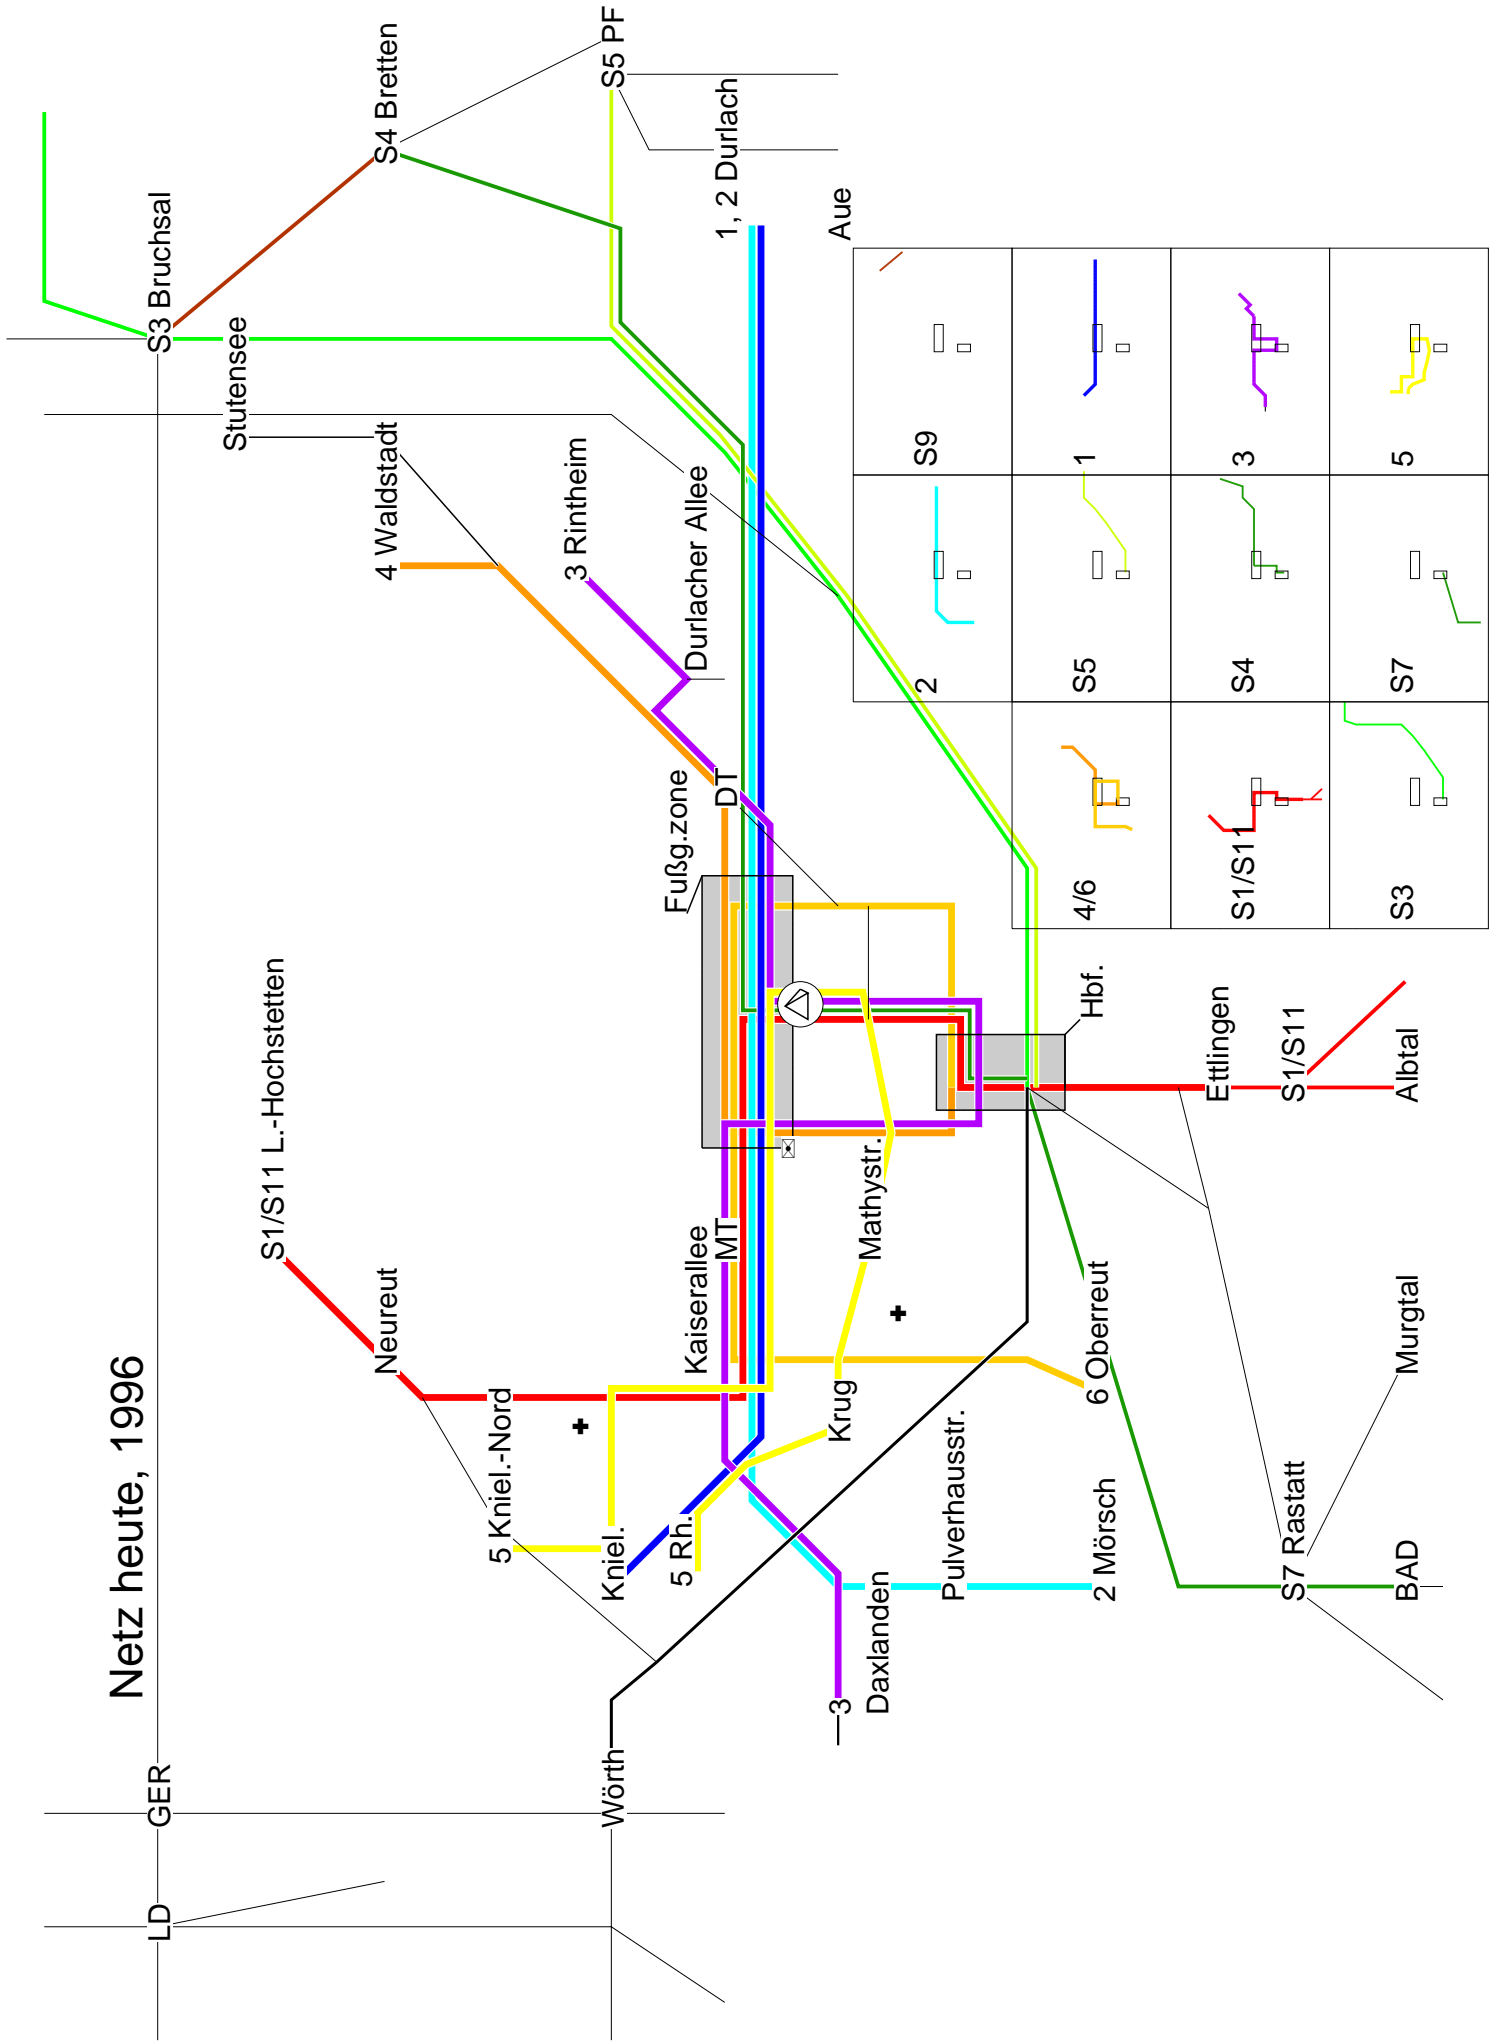 Netz heute, 1996
LD
GER
S3 Bruchsal
Stutensee
S1/S11 L.-Hochstetten
Neureut
4 Waldstadt
S4 Bretten
5 Kniel.-Nord
3 Rintheim
Wörth
Kniel.
S5 PF
5 Rh.
Kaiserallee
Fußg.zone
Durlacher Allee
MT
DT
1, 2 Durlach
3
Krug
Aue
Daxlanden
Mathystr.
Pulverhausstr.
2 Mörsch
6 Oberreut
Hbf.
Ettlingen
S7 Rastatt
S1/S11
BAD
Murgtal
Albtal
2
S9
4/6
S5
1
S1/S11
S4
3
S3
S7
5